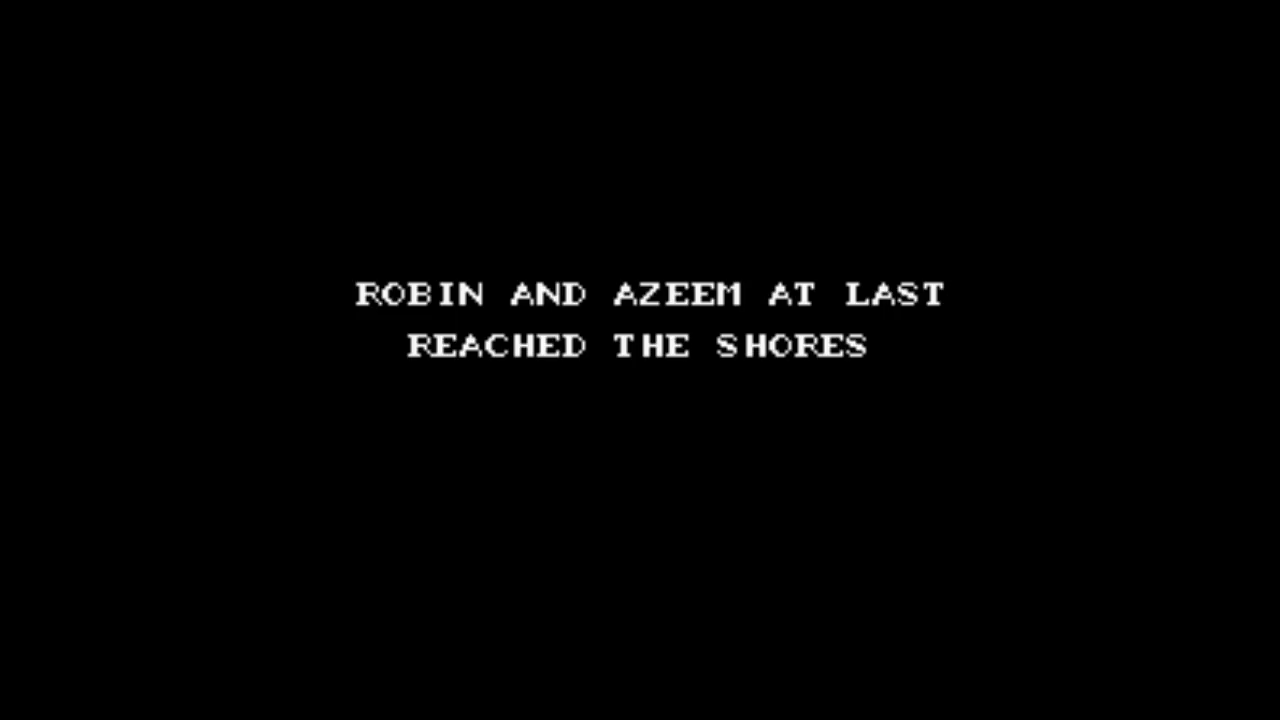 ROBIN AND AZEEM AT LAST
REACHED THE SHORES